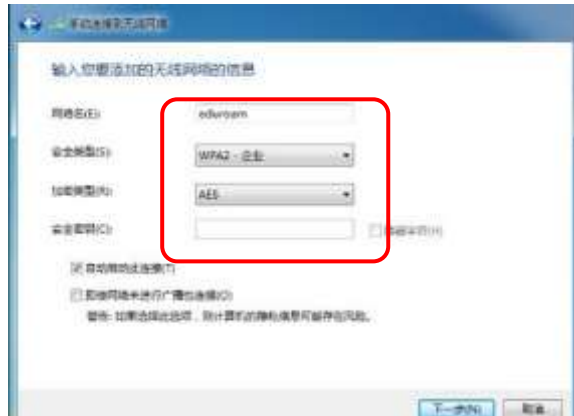 手动连接到无线网络
输入您要添加的无线网络的信息
网络名(E): eduroam
安全类型(S): WPA2 - 企业
加密类型(R): AES
安全密钥(C): 隐藏字符(H)
自动启动此连接(T)
即使网络未进行广播也连接(O)
警告: 如果选择此选项，则计算机的隐私信息可能存在风险。
下一步(N) 取消